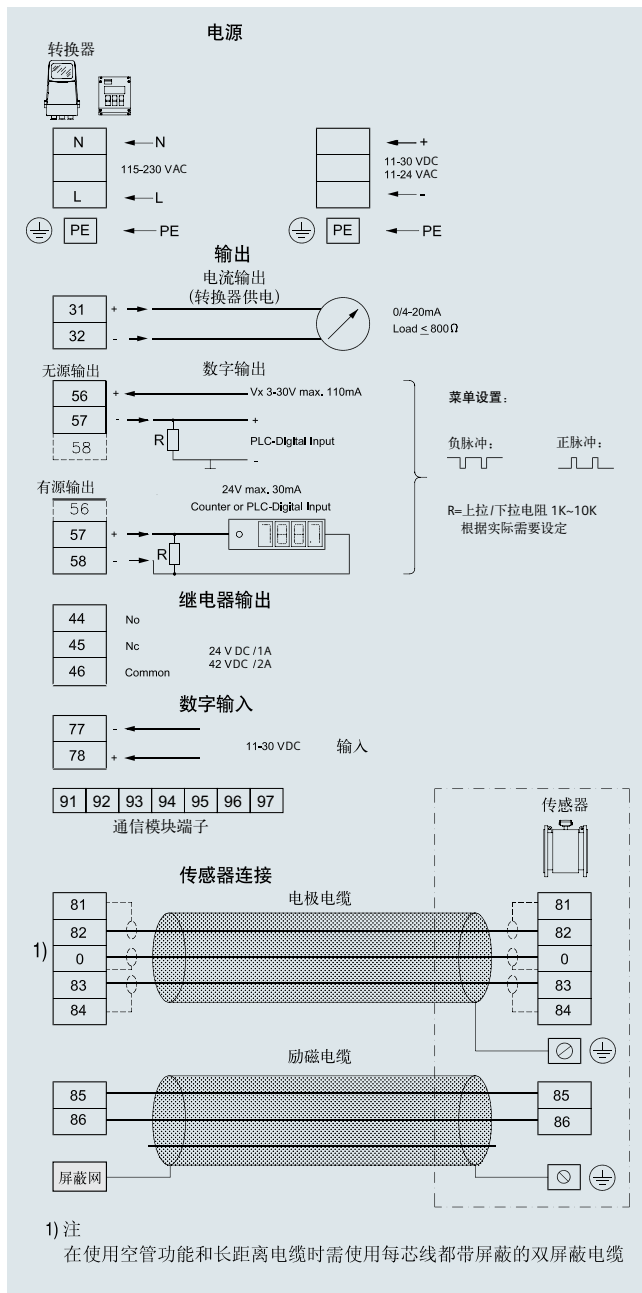 电源
转换器
N N
115-230 VAC
L L
PE PE
+
11-30 VDC
11-24 VAC
-
PE PE
输出
电流输出
(转换器供电)
31 +
32 -
0/4-20mA
Load ≤ 800Ω
无源输出
数字输出
56 + Vx 3-30V max. 110mA
57 - +
58 R PLC-Digital Input
-
菜单设置:
负脉冲: 正脉冲:
R=上拉/下拉电阻 1K~10K
根据实际需要设定
有源输出
24V max. 30mA
56 Counter or PLC-Digital Input
57 +
58 - R
继电器输出
44 No
45 Nc
46 Common
24 V DC /1A
42 VDC /2A
数字输入
77 -
78 +
11-30 VDC 输入
91 92 93 94 95 96 97
通信模块端子
传感器
传感器连接
电极电缆
81 81
82 82
1) 0 0
83 83
84 84
励磁电缆
85 85
86 86
屏蔽网
1) 注
在使用空管功能和长距离电缆时需使用每芯线都带屏蔽的双屏蔽电缆